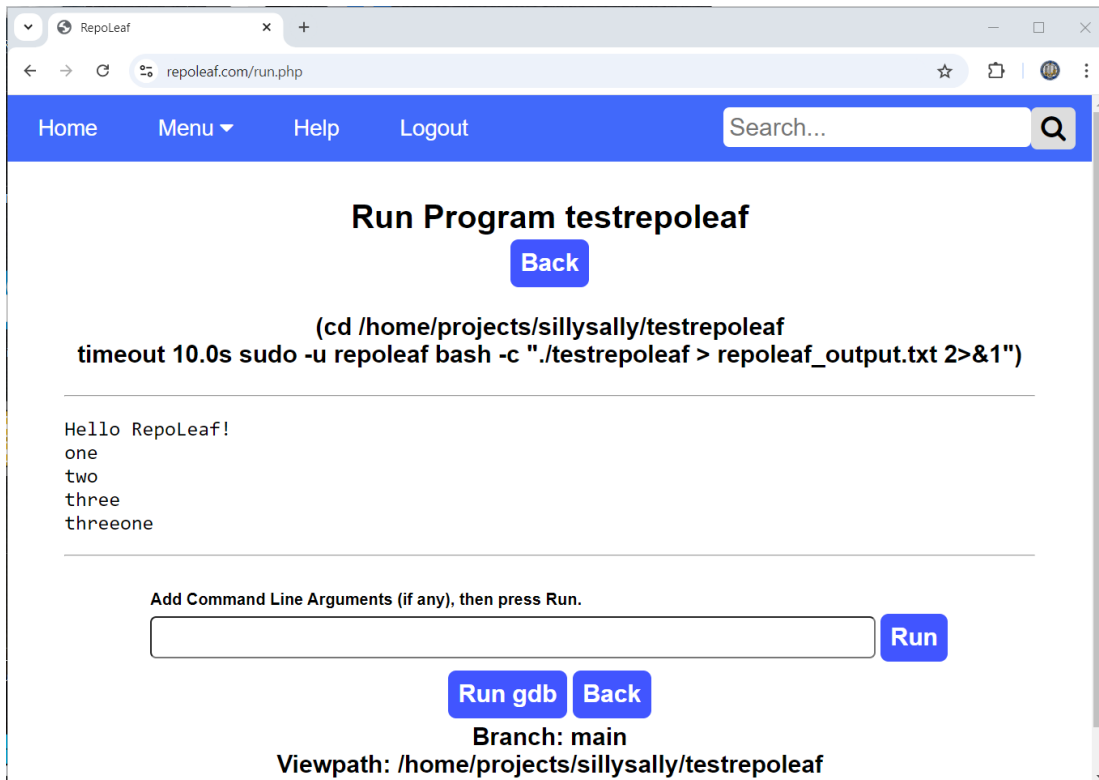 RepoLeaf
repoleaf.com/run.php
Home Menu Help Logout Search...
Run Program testrepoleaf
Back
(cd /home/projects/sillysally/testrepoleaf
timeout 10.0s sudo -u repoleaf bash -c "./testrepoleaf > repoleaf_output.txt 2>&1")
Hello RepoLeaf!
one
two
three
threeone
Add Command Line Arguments (if any), then press Run.
Run
Run gdb Back
Branch: main
Viewpath: /home/projects/sillysally/testrepoleaf